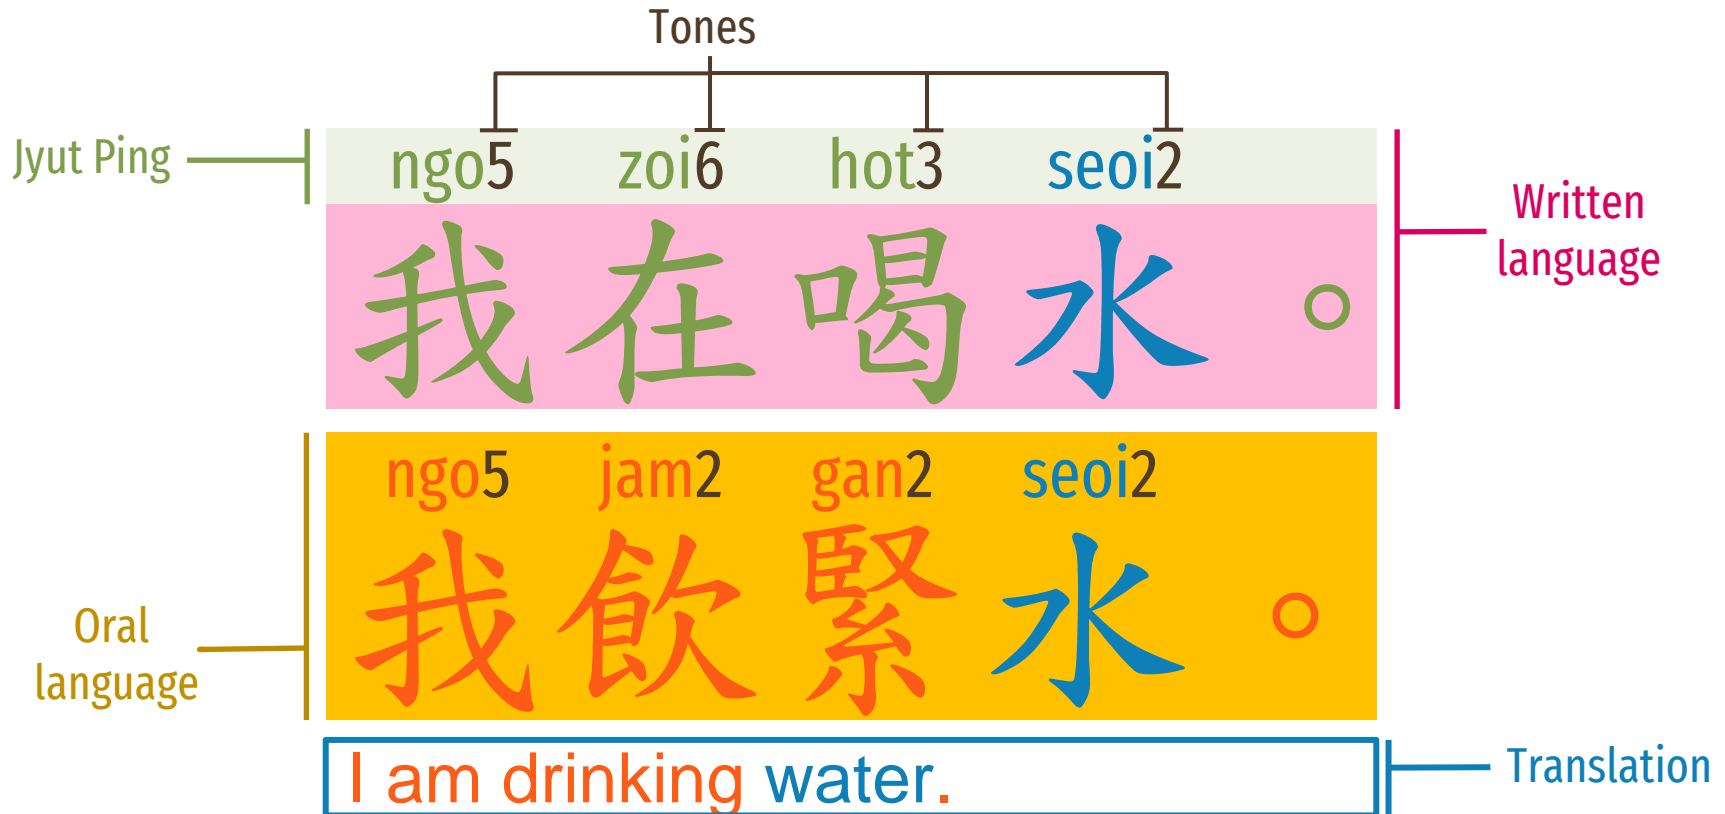 Tones
Jyut Ping
ngo5 zoi6 hot3 seoi2
我在喝水。
Written
language
ngo5 jam2 gan2 seoi2
我飲緊水。
Oral
language
I am drinking water.
Translation